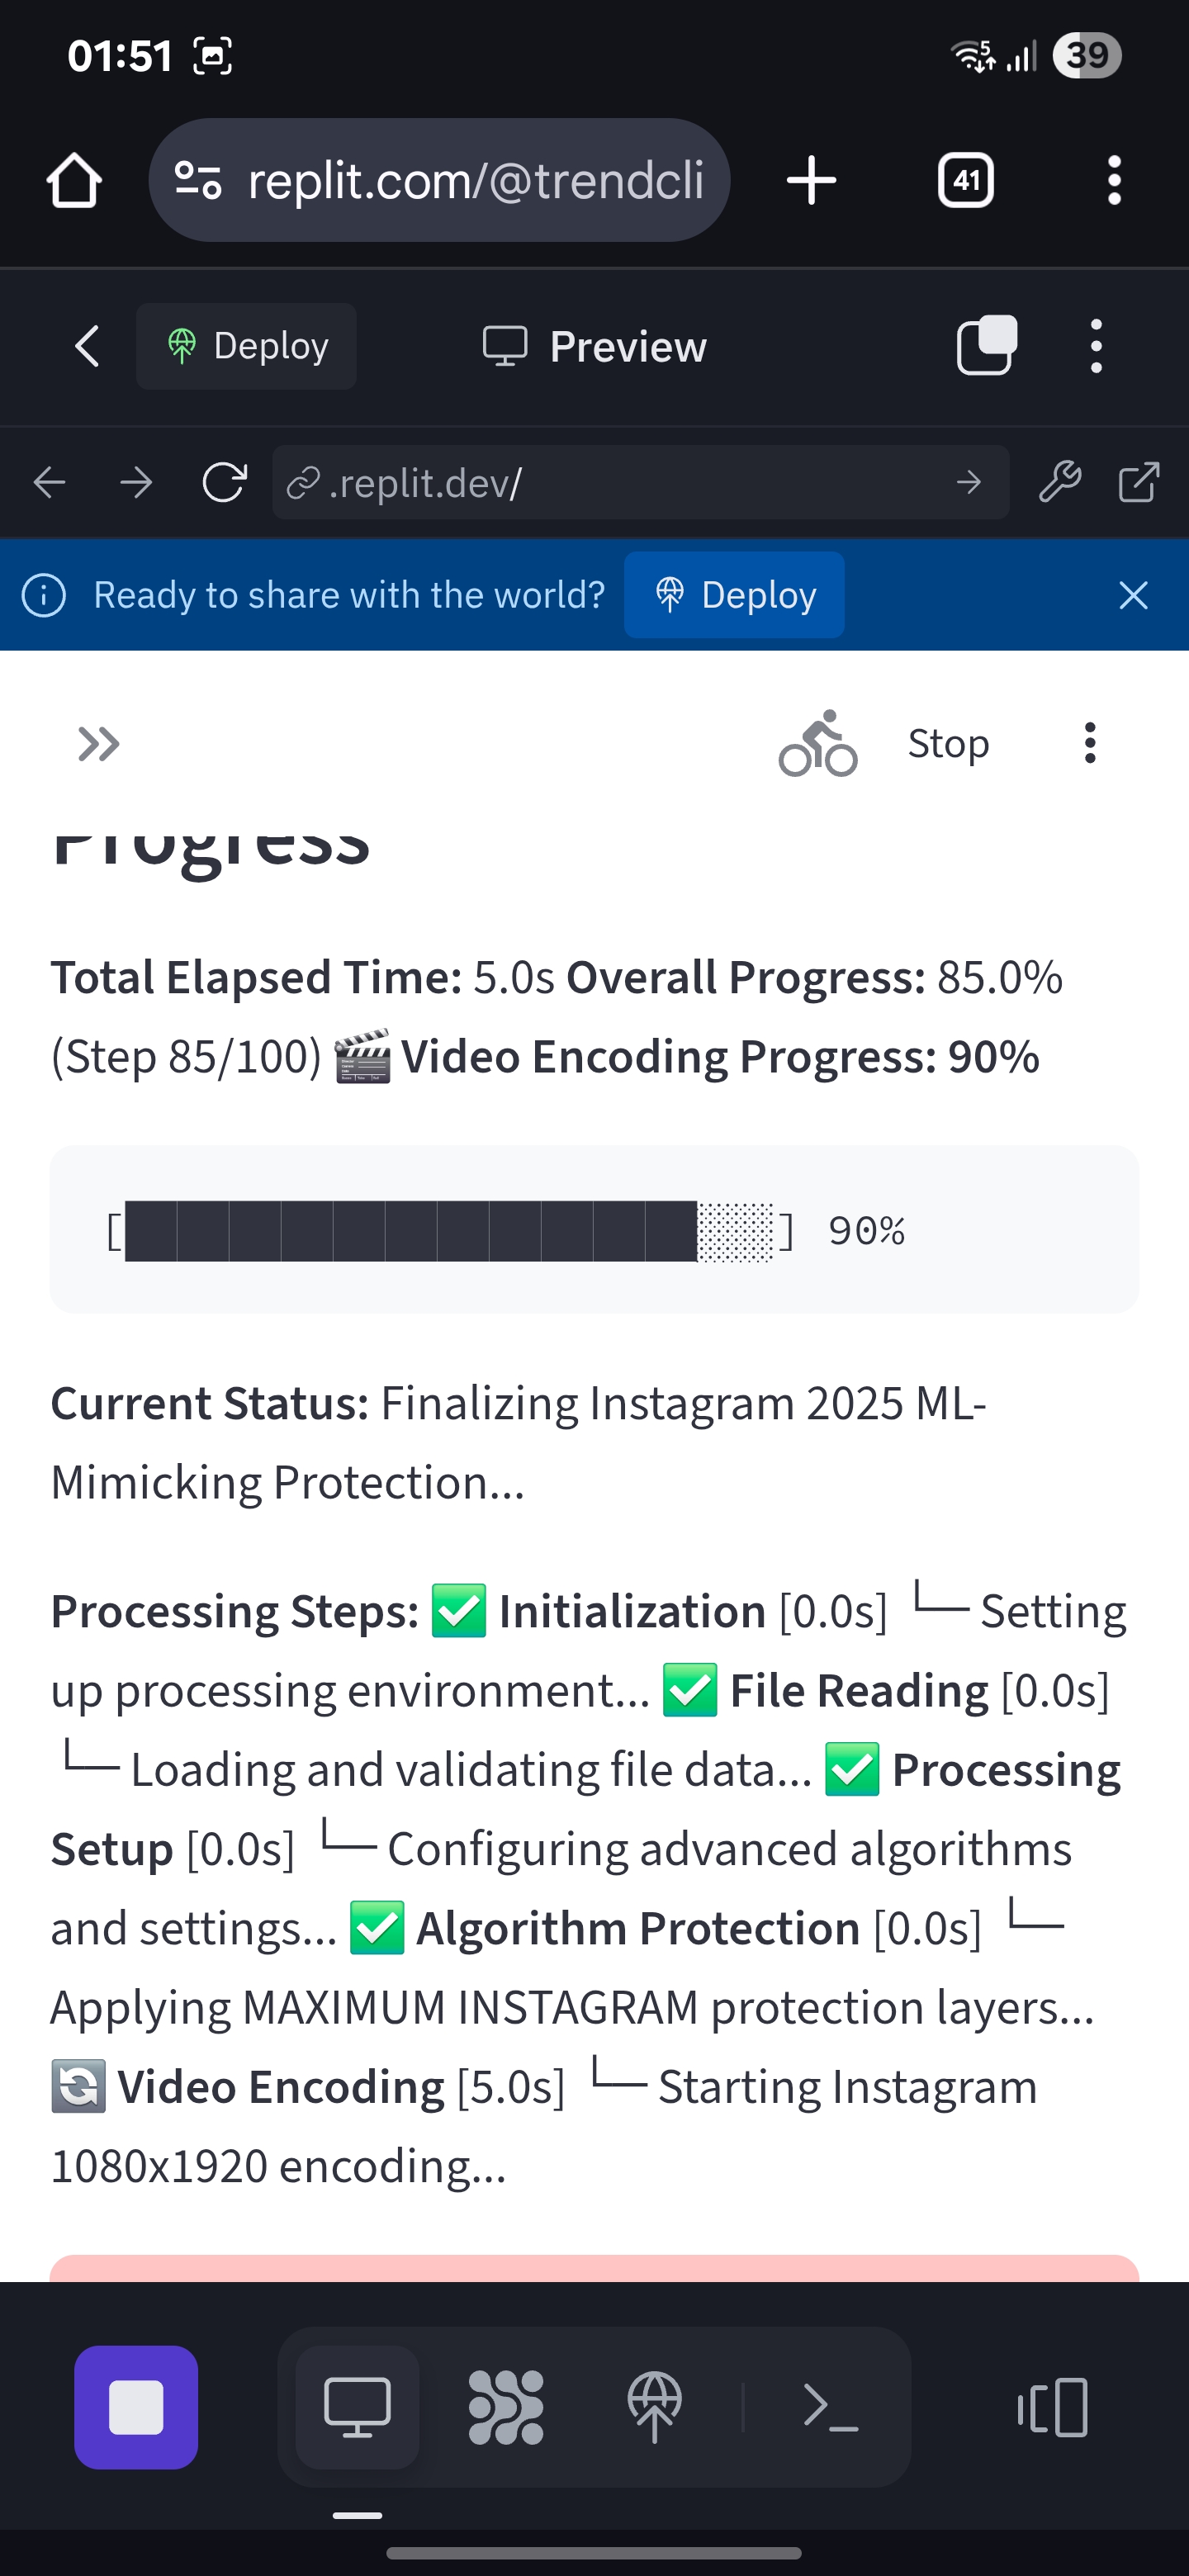 01:51
5
39
replit.com/@trendcli
41
Deploy
Preview
.replit.dev/
Ready to share with the world?
Deploy
Stop
Progress
Total Elapsed Time: 5.0s Overall Progress: 85.0%
(Step 85/100) 🎬 Video Encoding Progress: 90%
[███████████░░] 90%
Current Status: Finalizing Instagram 2025 ML-
Mimicking Protection...
Processing Steps: ✅ Initialization [0.0s] └─ Setting
up processing environment... ✅ File Reading [0.0s]
└─ Loading and validating file data... ✅ Processing
Setup [0.0s] └─ Configuring advanced algorithms
and settings... ✅ Algorithm Protection [0.0s] └─
Applying MAXIMUM INSTAGRAM protection layers...
🔄 Video Encoding [5.0s] └─ Starting Instagram
1080x1920 encoding...